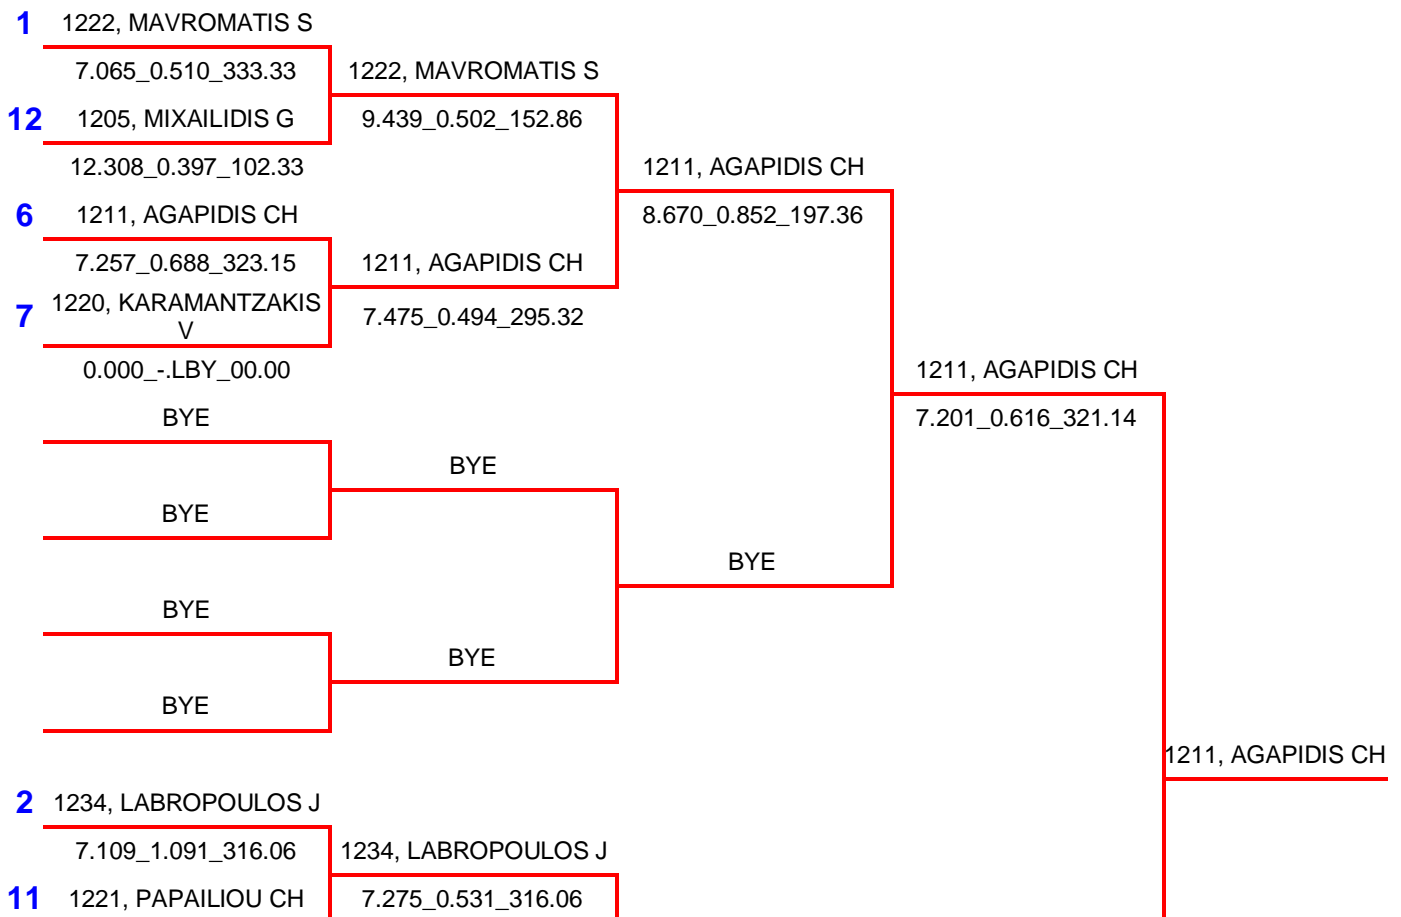 1 1222, MAVROMATIS S
7.065_0.510_333.33 1222, MAVROMATIS S
12 1205, MIXAILIDIS G 9.439_0.502_152.86
12.308_0.397_102.33 1211, AGAPIDIS CH
6 1211, AGAPIDIS CH 8.670_0.852_197.36
7.257_0.688_323.15 1211, AGAPIDIS CH
7 1220, KARAMANTZAKIS
V 7.475_0.494_295.32
0.000_-.LBY_00.00 1211, AGAPIDIS CH
BYE 7.201_0.616_321.14
BYE
BYE
BYE
BYE
BYE
BYE
1211, AGAPIDIS CH
2 1234, LABROPOULOS J
7.109_1.091_316.06 1234, LABROPOULOS J
11 1221, PAPAILIOU CH 7.275_0.531_316.06